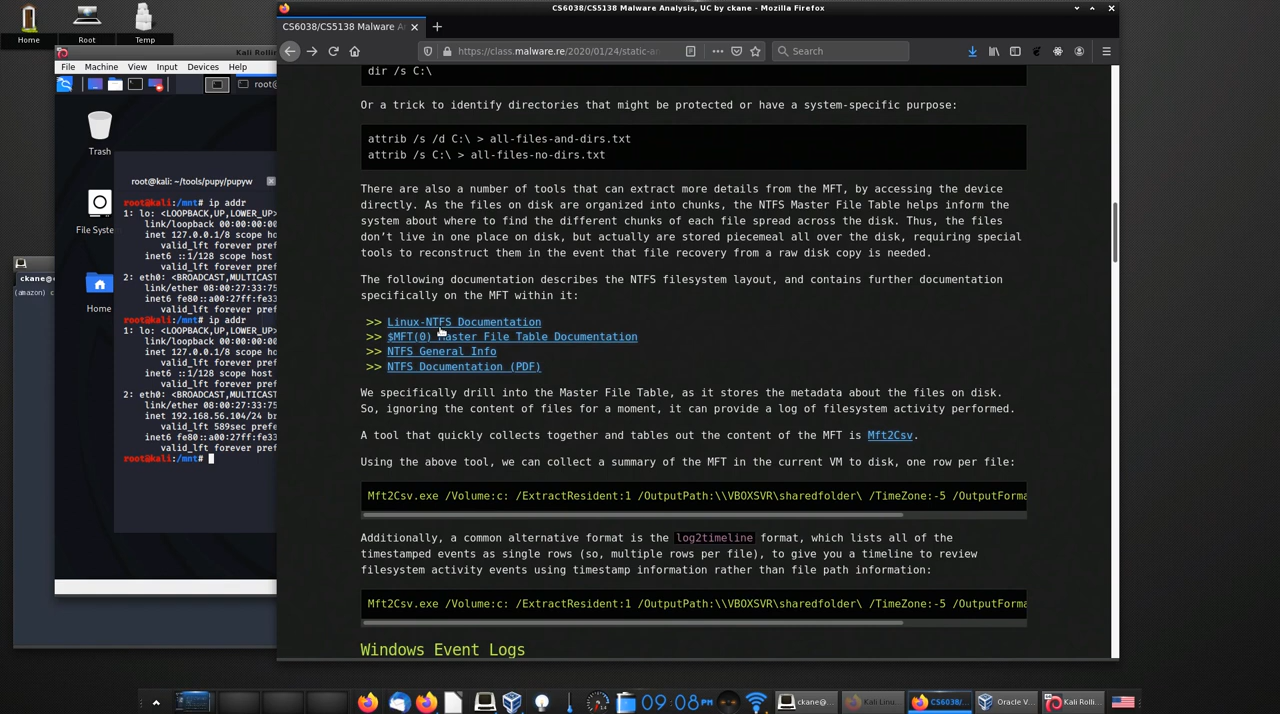 CS6038/CS5138 Malware Analysis, UC by ckane - Mozilla Firefox
Home
Root
Temp
CS6038/CS5138 Malware A
https://class.malware.re/2020/01/24/static-a
Search
Kali Rolli
File Machine View Input Devices Help
root@
Trash
File Syste
Home
ckane@
(amazon)
root@kali: ~/tools/pupy/pupyw
root@kali:/mnt# ip addr
1: lo: <LOOPBACK,UP,LOWER_UP>
link/loopback 00:00:00:00
inet 127.0.0.1/8 scope ho
valid_lft forever pref
inet6 ::1/128 scope host
valid_lft forever pref
2: eth0: <BROADCAST,MULTICAST
link/ether 08:00:27:33:75
inet6 fe80::a00:27ff:fe33
valid_lft forever pref
root@kali:/mnt# ip addr
1: lo: <LOOPBACK,UP,LOWER_UP>
link/loopback 00:00:00:00
inet 127.0.0.1/8 scope ho
valid_lft forever pref
inet6 ::1/128 scope host
valid_lft forever pref
2: eth0: <BROADCAST,MULTICAST
link/ether 08:00:27:33:75
inet 192.168.56.104/24 br
valid_lft 589sec prefe
inet6 fe80::a00:27ff:fe33
valid_lft forever pref
root@kali:/mnt#
dir /s C:\
Or a trick to identify directories that might be protected or have a system-specific purpose:
attrib /s /d C:\ > all-files-and-dirs.txt
attrib /s C:\ > all-files-no-dirs.txt
There are also a number of tools that can extract more details from the MFT, by accessing the device
directly. As the files on disk are organized into chunks, the NTFS Master File Table helps inform the
system about where to find the different chunks of each file spread across the disk. Thus, the files
don't live in one place on disk, but actually are stored piecemeal all over the disk, requiring special
tools to reconstruct them in the event that file recovery from a raw disk copy is needed.
The following documentation describes the NTFS filesystem layout, and contains further documentation
specifically on the MFT within it:
>> Linux-NTFS Documentation
>> $MFT(0) Master File Table Documentation
>> NTFS General Info
>> NTFS Documentation (PDF)
We specifically drill into the Master File Table, as it stores the metadata about the files on disk.
So, ignoring the content of files for a moment, it can provide a log of filesystem activity performed.
A tool that quickly collects together and tables out the content of the MFT is Mft2Csv.
Using the above tool, we can collect a summary of the MFT in the current VM to disk, one row per file:
Mft2Csv.exe /Volume:c: /ExtractResident:1 /OutputPath:\\VBOXSVR\sharedfolder\ /TimeZone:-5 /OutputForma
Additionally, a common alternative format is the log2timeline format, which lists all of the
timestamped events as single rows (so, multiple rows per file), to give you a timeline to review
filesystem activity events using timestamp information rather than file path information:
Mft2Csv.exe /Volume:c: /ExtractResident:1 /OutputPath:\\VBOXSVR\sharedfolder\ /TimeZone:-5 /OutputForma
Windows Event Logs
09:08 PM
ckane@...
Kali Linu...
CS6038/...
Oracle V...
Kali Rolli...